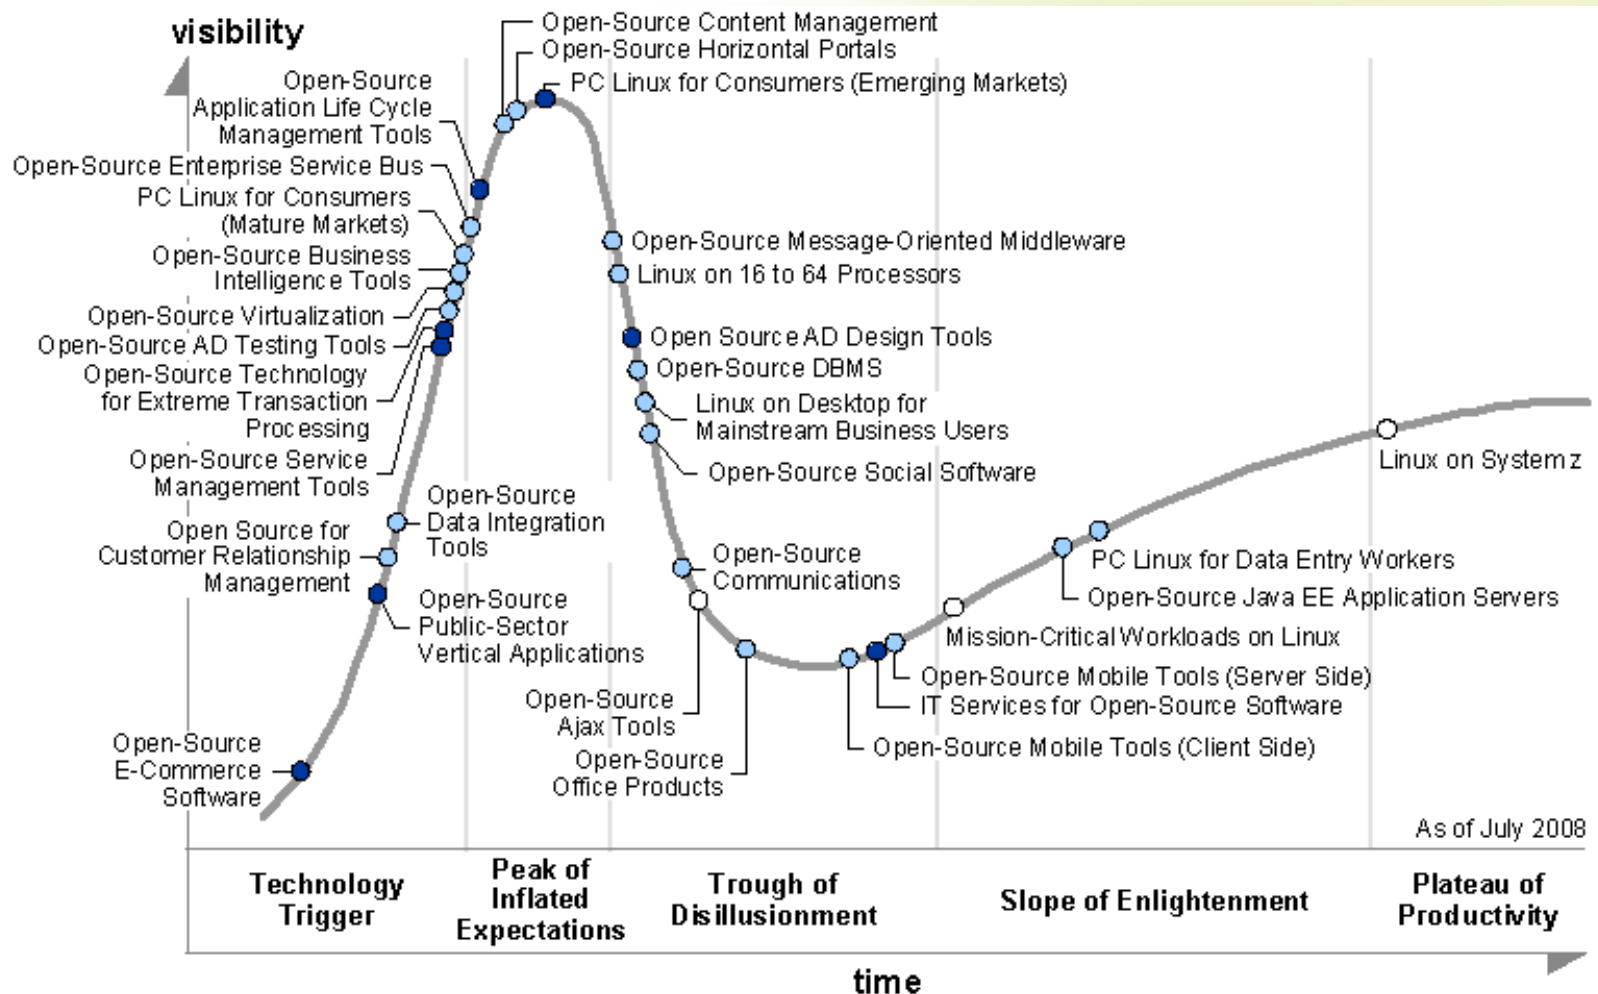 visibility
Open-Source Content Management
Open-Source Horizontal Portals
PC Linux for Consumers (Emerging Markets)
Open-Source
Application Life Cycle
Management Tools
Open-Source Enterprise Service Bus
PC Linux for Consumers
(Mature Markets)
Open-Source Business
Intelligence Tools
Open-Source Virtualization
Open-Source AD Testing Tools
Open-Source Technology
for Extreme Transaction
Processing
Open-Source Service
Management Tools
Open-Source
Data Integration
Tools
Open Source for
Customer Relationship
Management
Open-Source
Public-Sector
Vertical Applications
Open-Source
E-Commerce
Software
Open-Source Message-Oriented Middleware
Linux on 16 to 64 Processors
Open Source AD Design Tools
Open-Source DBMS
Linux on Desktop for
Mainstream Business Users
Open-Source Social Software
Open-Source
Communications
Open-Source
Ajax Tools
Open-Source
Office Products
Linux on System z
PC Linux for Data Entry Workers
Open-Source Java EE Application Servers
Mission-Critical Workloads on Linux
Open-Source Mobile Tools (Server Side)
IT Services for Open-Source Software
Open-Source Mobile Tools (Client Side)
As of July 2008
Technology
Trigger
Peak of
Inflated
Expectations
Trough of
Disillusionment
Slope of Enlightenment
Plateau of
Productivity
time